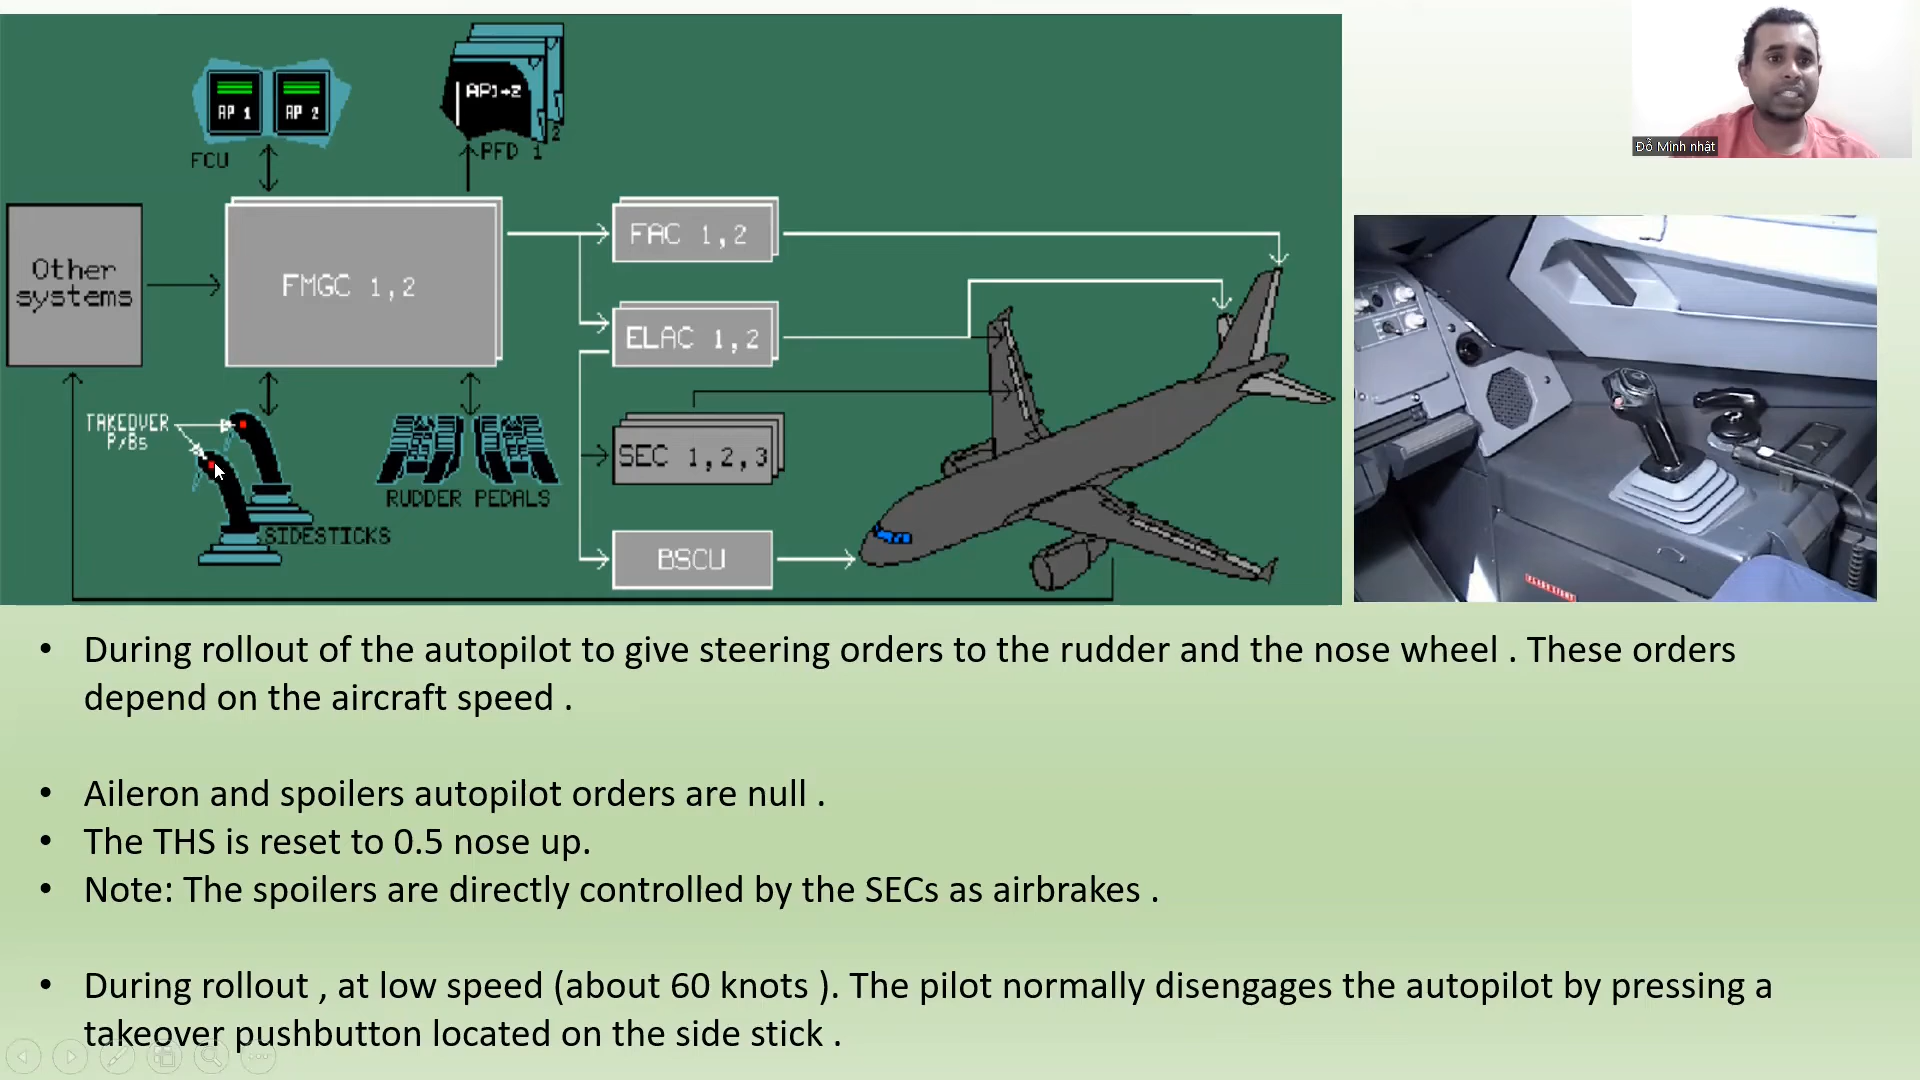 AP 1
AP 2
FCU
AP1+2
PFD 1
2
Other
systems
FMGC 1,2
FAC 1,2
ELAC 1,2
SEC 1,2,3
BSCU
TAKEOVER
P/Bs
SIDESTICKS
RUDDER PEDALS
Đỗ Minh nhật
• During rollout of the autopilot to give steering orders to the rudder and the nose wheel . These orders
depend on the aircraft speed .
• Aileron and spoilers autopilot orders are null .
• The THS is reset to 0.5 nose up.
• Note: The spoilers are directly controlled by the SECs as airbrakes .
• During rollout , at low speed (about 60 knots ). The pilot normally disengages the autopilot by pressing a
takeover pushbutton located on the side stick .